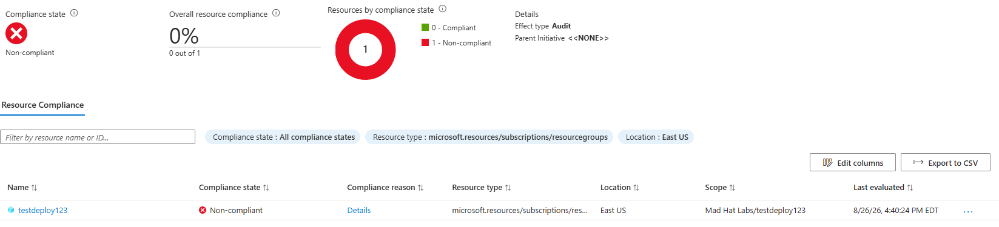 Compliance state
Non-compliant
Overall resource compliance
0%
0 out of 1
Resources by compliance state
1
0 - Compliant
1 - Non-compliant
Details
Effect type Audit
Parent Initiative <<NONE>>
Resource Compliance
Filter by resource name or ID...
Compliance state : All compliance states
Resource type : microsoft.resources/subscriptions/resourcegroups
Location : East US
Edit columns
Export to CSV
Name Compliance state Compliance reason Resource type Location Scope Last evaluated
testdeploy123 Non-compliant Details microsoft.resources/subscriptions/res... East US Mad Hat Labs/testdeploy123 8/26/26, 4:40:24 PM EDT ...